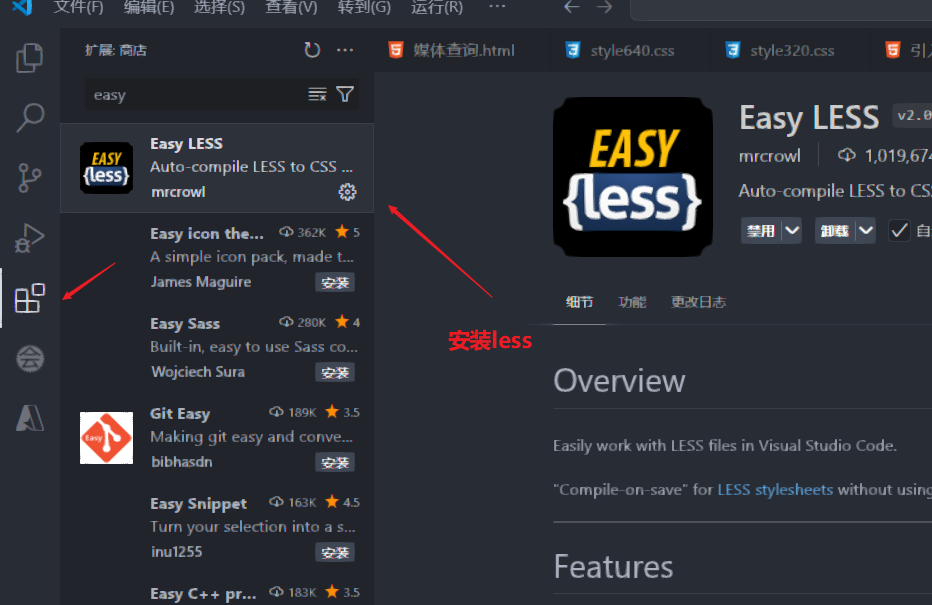 文件(F) 编辑(E) 选择(S) 查看(V) 转到(G) 运行(R) ···
扩展: 商店
easy
Easy LESS
Auto-compile LESS to CSS ...
mrcrowl
EASY
{less}
Easy icon the... 362K 5
A simple icon pack, made t...
James Maguire 安装
Easy Sass 280K 4
Built-in, easy to use Sass co...
Wojciech Sura 安装
Git Easy 189K 3.5
Making git easy and conve...
bibhasdn 安装
Easy
Easy Snippet 163K 4.5
Turn your selection into a s...
inu1255 安装
Easy C++ pr... 183K 3.5
媒体查询.html style640.css style320.css 引
EASY
{less}
Easy LESS v2.0
mrcrowl 1,019,674
Auto-compile LESS to CS
禁用 卸载 自
细节 功能 更改日志
安装less
Overview
Easily work with LESS files in Visual Studio Code.
"Compile-on-save" for LESS stylesheets without using
Features